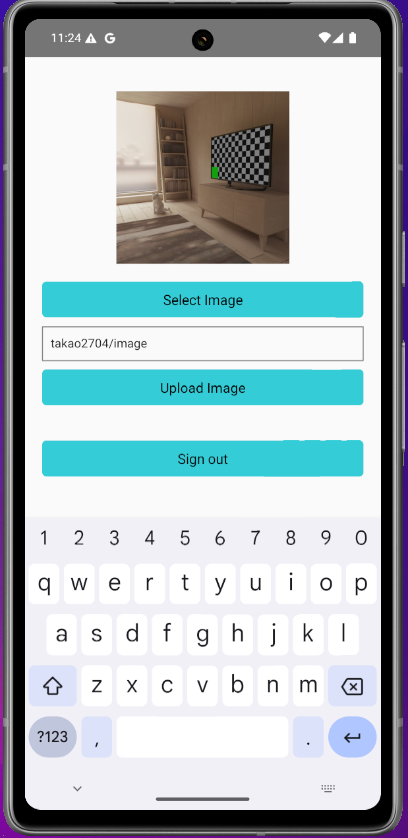 11:24
Select Image
takao2704/image
Upload Image
Sign out
1 2 3 4 5 6 7 8 9 0
q w e r t y u i o p
a s d f g h j k l
z x c v b n m
?123 , .